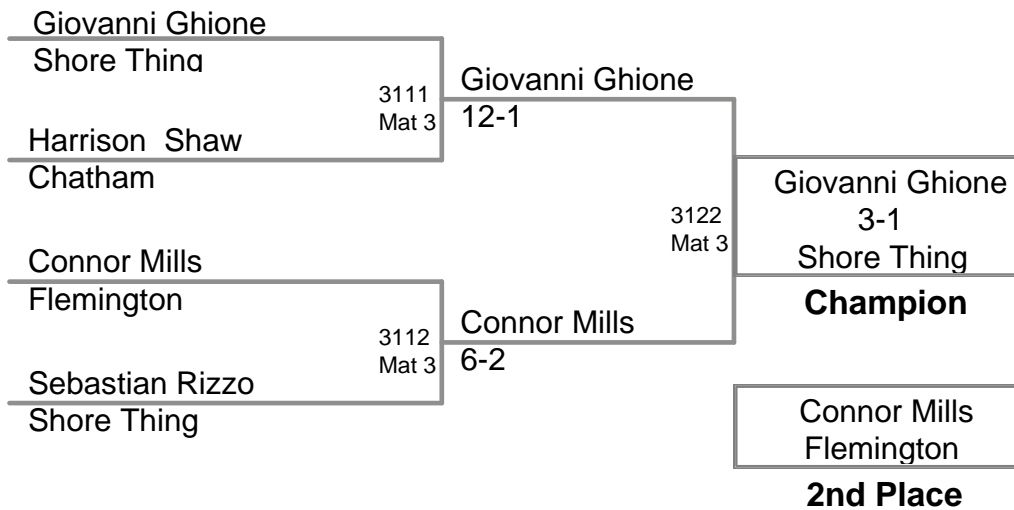 Giovanni Ghione
Shore Thing
3111
Mat 3
Giovanni Ghione
12-1
Harrison  Shaw
Chatham
3122
Mat 3
Giovanni Ghione
3-1
Shore Thing
Champion
Connor Mills
Flemington
3112
Mat 3
Connor Mills
6-2
Sebastian Rizzo
Shore Thing
Connor Mills
Flemington
2nd Place